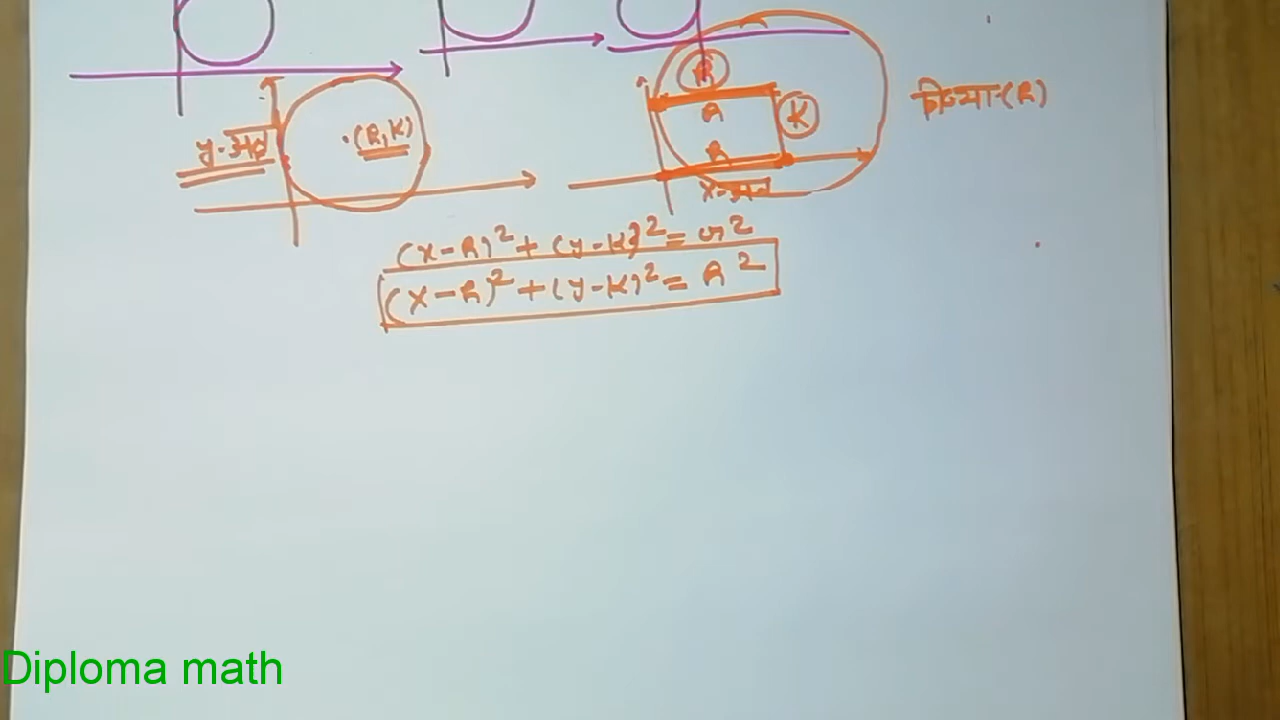 y-अक्ष
(h,k)
h
h
k
h
x-अक्ष
त्रिज्या-(h)
(x-h)²+(y-k)²=r²
(x-h)²+(y-k)²=h²
Diploma math